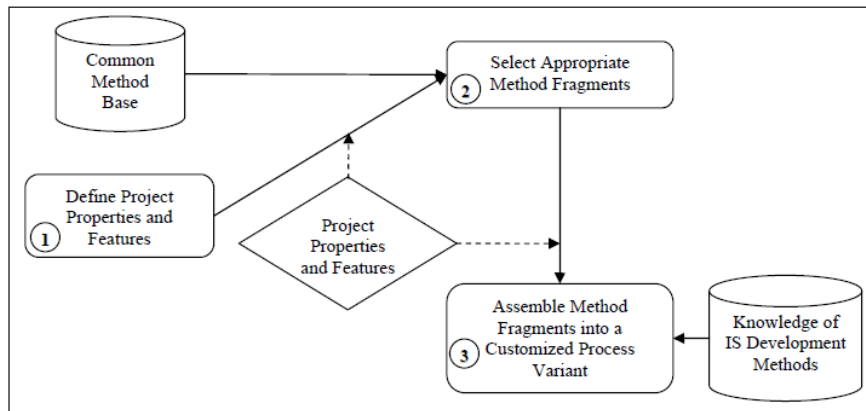 Common
Method
Base
Select Appropriate
Method Fragments
2
Define Project
Properties and
Features
1
Project
Properties
and Features
Assemble Method
Fragments into a
Customized Process
Variant
3
Knowledge of
IS Development
Methods